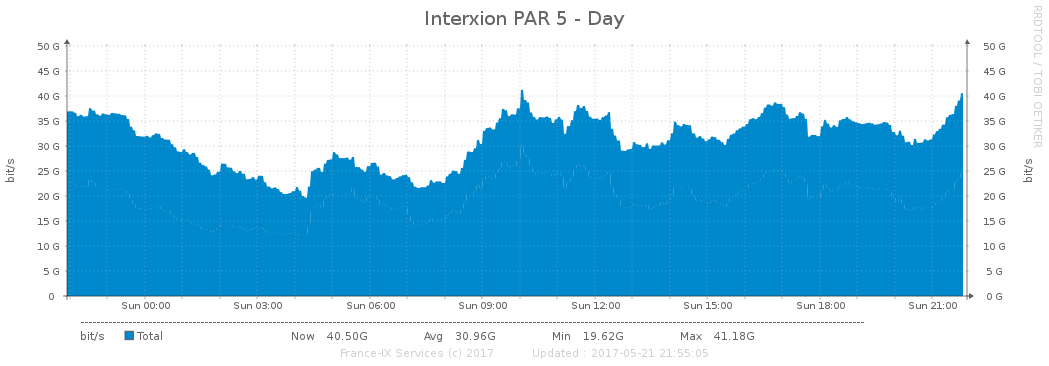 Interxion PAR 5 - Day
RRDTOOL / TOBI OETIKER
50 G 50 G
45 G 45 G
40 G 40 G
35 G 35 G
30 G 30 G
25 G 25 G
20 G 20 G
15 G 15 G
10 G 10 G
5 G 5 G
0 0 G
bit/s
bit/s
Sun 00:00 Sun 03:00 Sun 06:00 Sun 09:00 Sun 12:00 Sun 15:00 Sun 18:00 Sun 21:00
bit/s Total Now 40.50G Avg 30.96G Min 19.62G Max 41.18G
France-IX Services (c) 2017 Updated : 2017-05-21 21:55:05